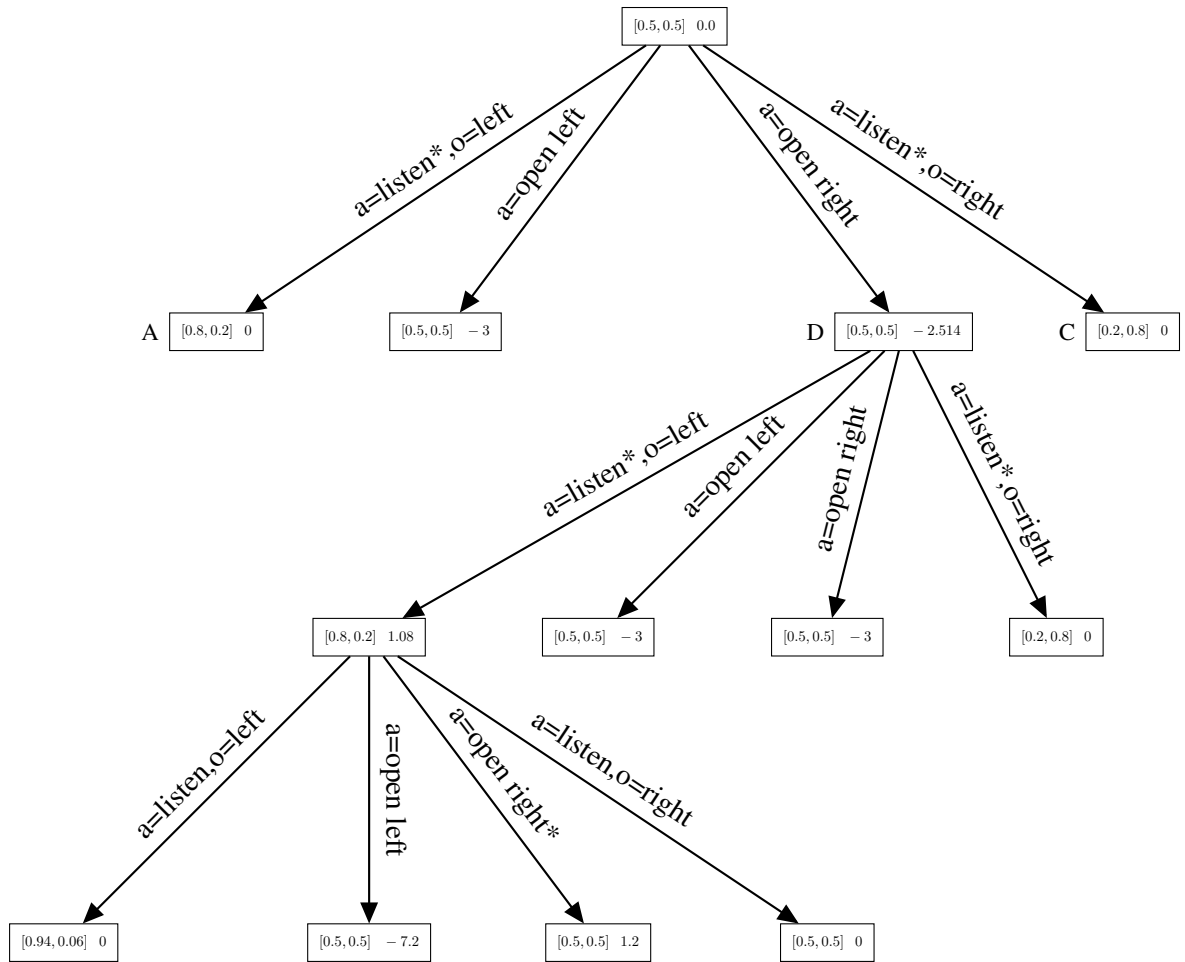 [0.5, 0.5] 0.0
a=listen*,o=left
a=open left
a=open right
a=listen*,o=right
A
[0.8, 0.2] 0
[0.5, 0.5] − 3
D
[0.5, 0.5] − 2.514
C
[0.2, 0.8] 0
a=listen*,o=left
a=open left
a=open right
a=listen*,o=right
[0.8, 0.2] 1.08
[0.5, 0.5] − 3
[0.5, 0.5] − 3
[0.2, 0.8] 0
a=listen,o=left
a=open left
a=open right*
a=listen,o=right
[0.94, 0.06] 0
[0.5, 0.5] − 7.2
[0.5, 0.5] 1.2
[0.5, 0.5] 0